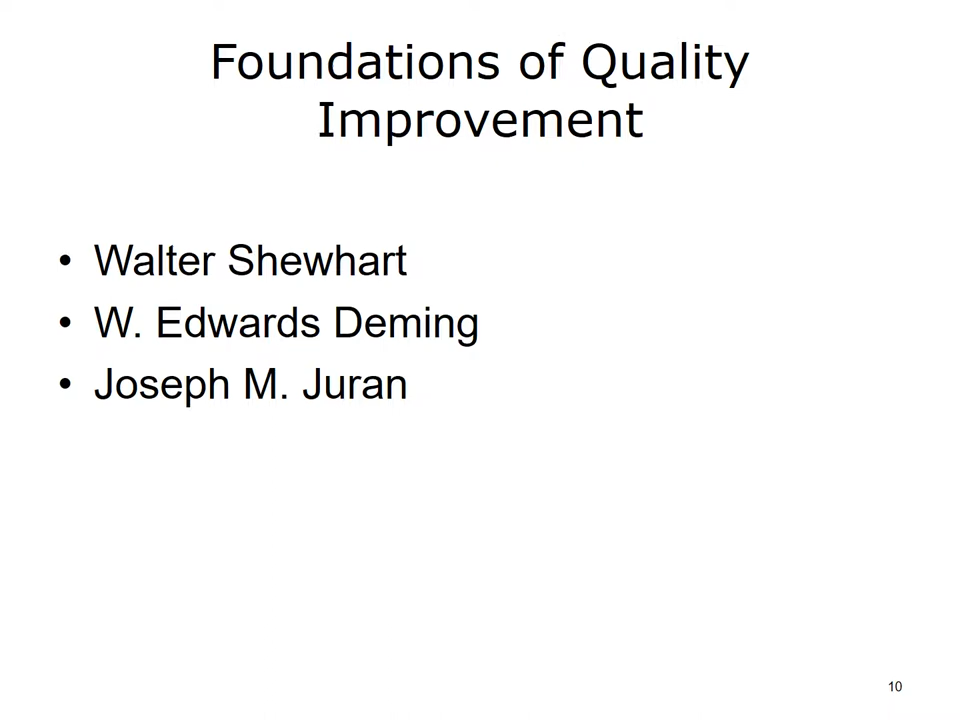 Foundations of Quality
Improvement
• Walter Shewhart
• W. Edwards Deming
• Joseph M. Juran
10